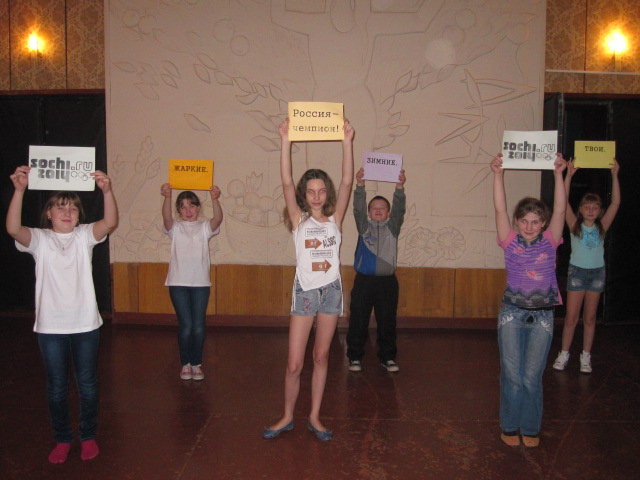 Россия-
чемпион!
sochi.ru
2014
ЖАРКИЕ.
ЗИМНИЕ.
sochi.ru
2014
ТВОИ.